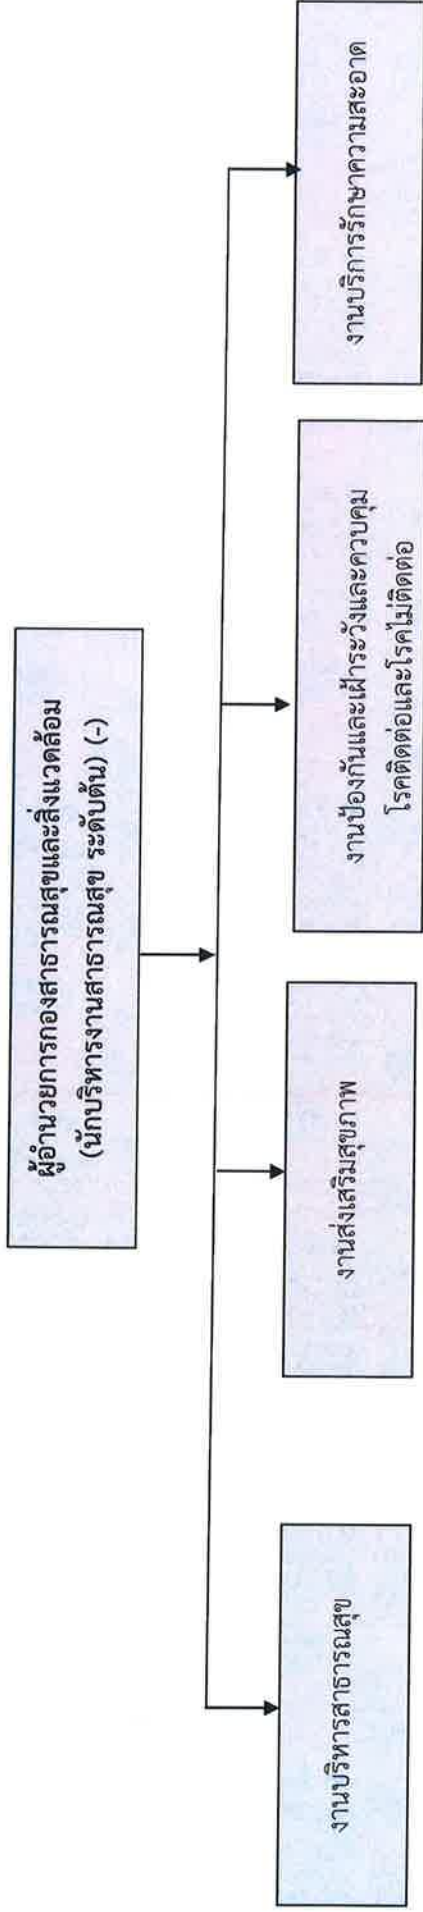 ผู้อำนวยการกองสาธารณสุขและสิ่งแวดล้อม
(นักบริหารงานสาธารณสุข ระดับต้น) (-)
งานบริหารสาธารณสุข
งานส่งเสริมสุขภาพ
งานป้องกันและเฝ้าระวังและควบคุม
โรคติดต่อและโรคไม่ติดต่อ
งานบริการรักษาความสะอาด